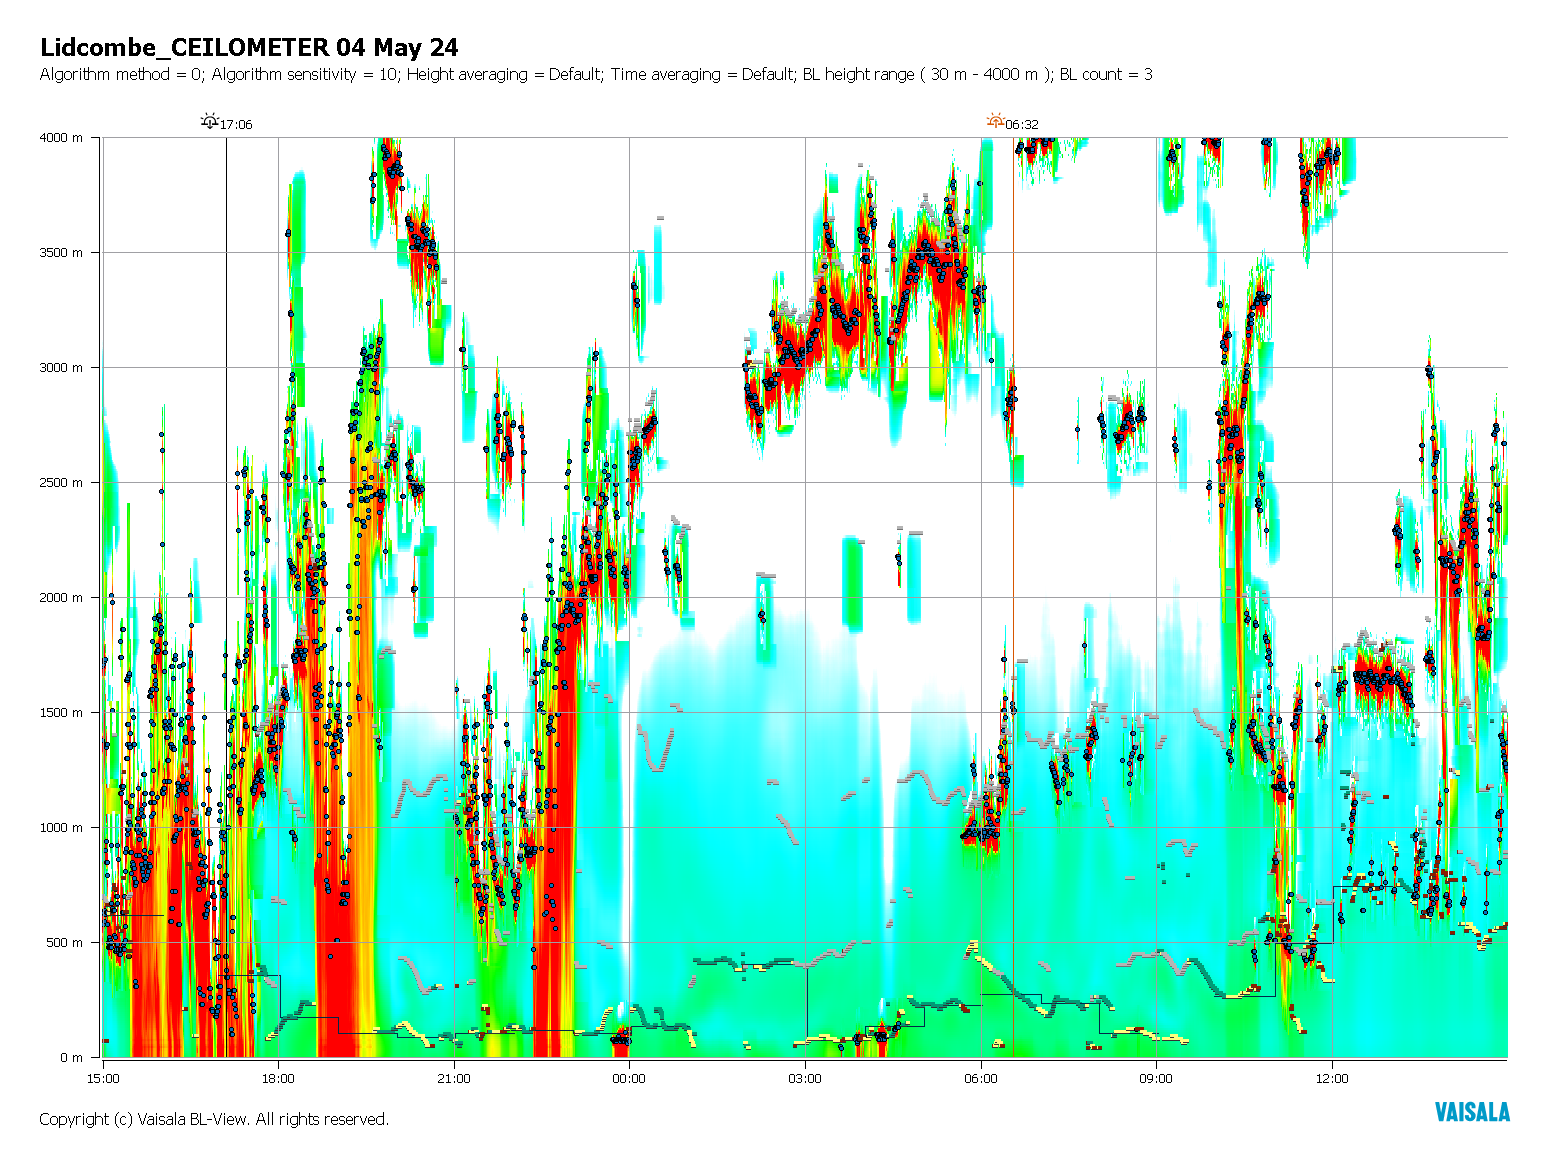 Lidcombe_CEILOMETER 04 May 24
Algorithm method = 0; Algorithm sensitivity = 10; Height averaging = Default; Time averaging = Default; BL height range ( 30 m - 4000 m ); BL count = 3
17:06
06:32
4000 m
3500 m
3000 m
2500 m
2000 m
1500 m
1000 m
500 m
0 m
15:00 18:00 21:00 00:00 03:00 06:00 09:00 12:00
Copyright (c) Vaisala BL-View. All rights reserved.
VAISALA